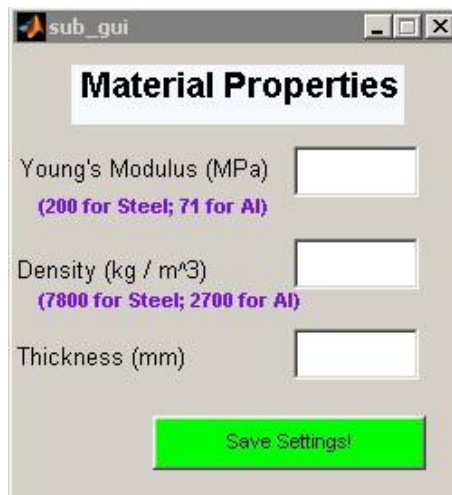 sub_gui
Material Properties
Young's Modulus (MPa)
(200 for Steel; 71 for Al)
Density (kg / m^3)
(7800 for Steel; 2700 for Al)
Thickness (mm)
Save Settings!